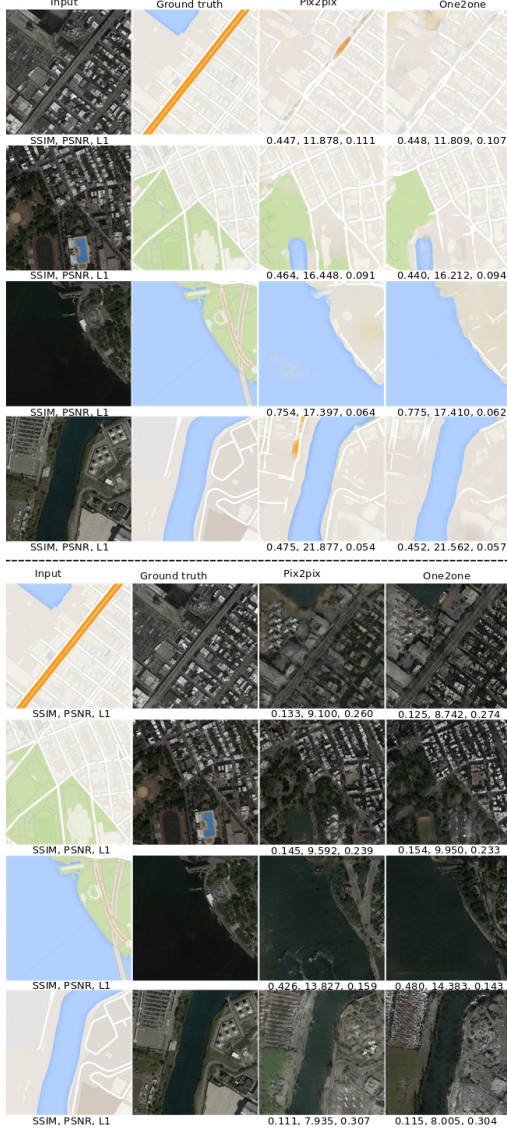 Input Ground truth Pix2pix One2one
SSIM, PSNR, L1 0.447, 11.878, 0.111 0.448, 11.809, 0.107
SSIM, PSNR, L1 0.464, 16.448, 0.091 0.440, 16.212, 0.094
SSIM, PSNR, L1 0.754, 17.397, 0.064 0.775, 17.410, 0.062
SSIM, PSNR, L1 0.475, 21.877, 0.054 0.452, 21.562, 0.057
Input Ground truth Pix2pix One2one
SSIM, PSNR, L1 0.133, 9.100, 0.260 0.125, 8.742, 0.274
SSIM, PSNR, L1 0.145, 9.592, 0.239 0.154, 9.950, 0.233
SSIM, PSNR, L1 0.426, 13.827, 0.159 0.480, 14.383, 0.143
SSIM, PSNR, L1 0.111, 7.935, 0.307 0.115, 8.005, 0.304